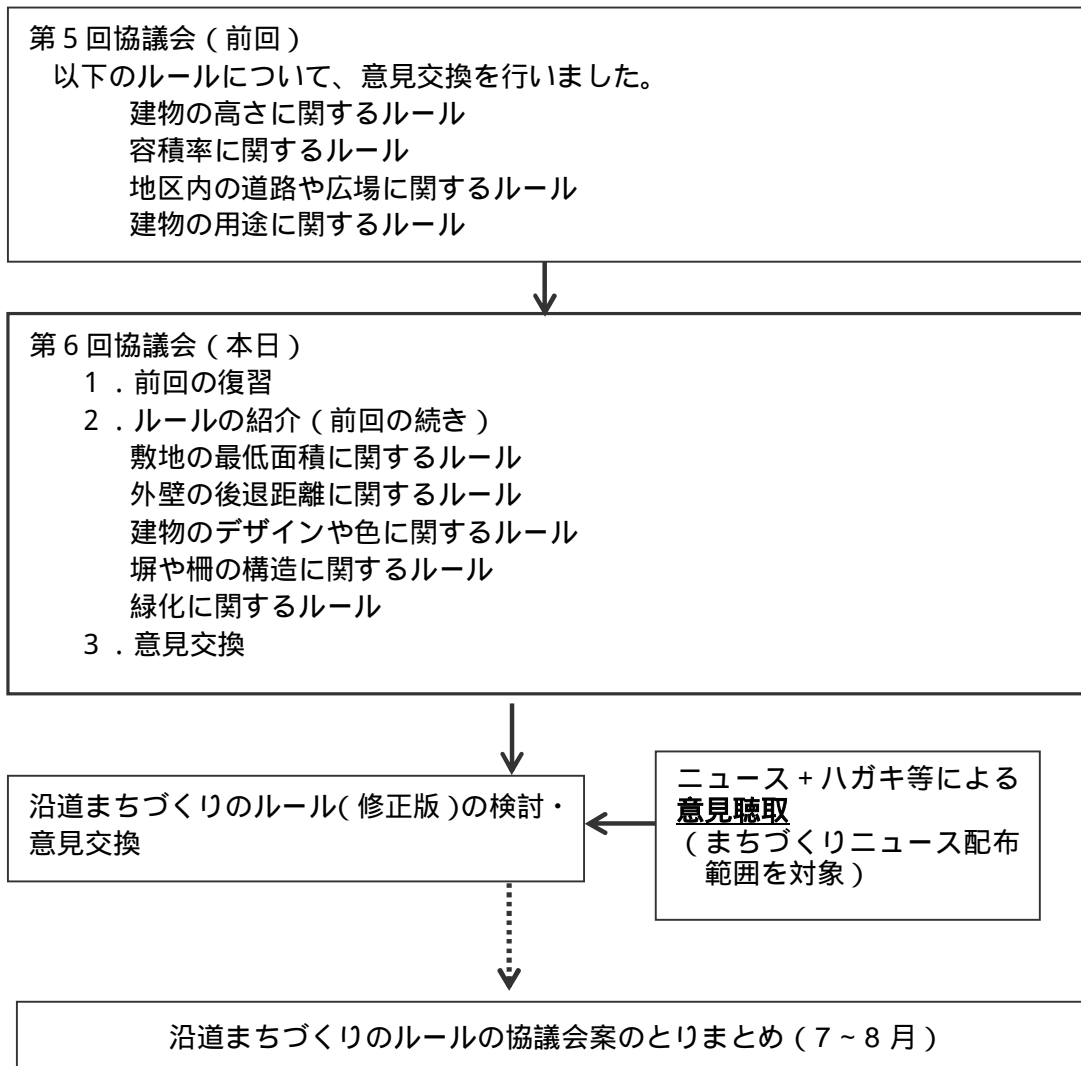 第５回協議会（前回）
以下のルールについて、意見交換を行いました。
建物の高さに関するルール
容積率に関するルール
地区内の道路や広場に関するルール
建物の用途に関するルール
第６回協議会（本日）
１．前回の復習
２．ルールの紹介（前回の続き）
敷地の最低面積に関するルール
外壁の後退距離に関するルール
建物のデザインや色に関するルール
塀や柵の構造に関するルール
緑化に関するルール
３．意見交換
沿道まちづくりのルール（修正版）の検討・
意見交換
ニュース＋ハガキ等による
意見聴取
（まちづくりニュース配布
範囲を対象）
沿道まちづくりのルールの協議会案のとりまとめ（７～８月）